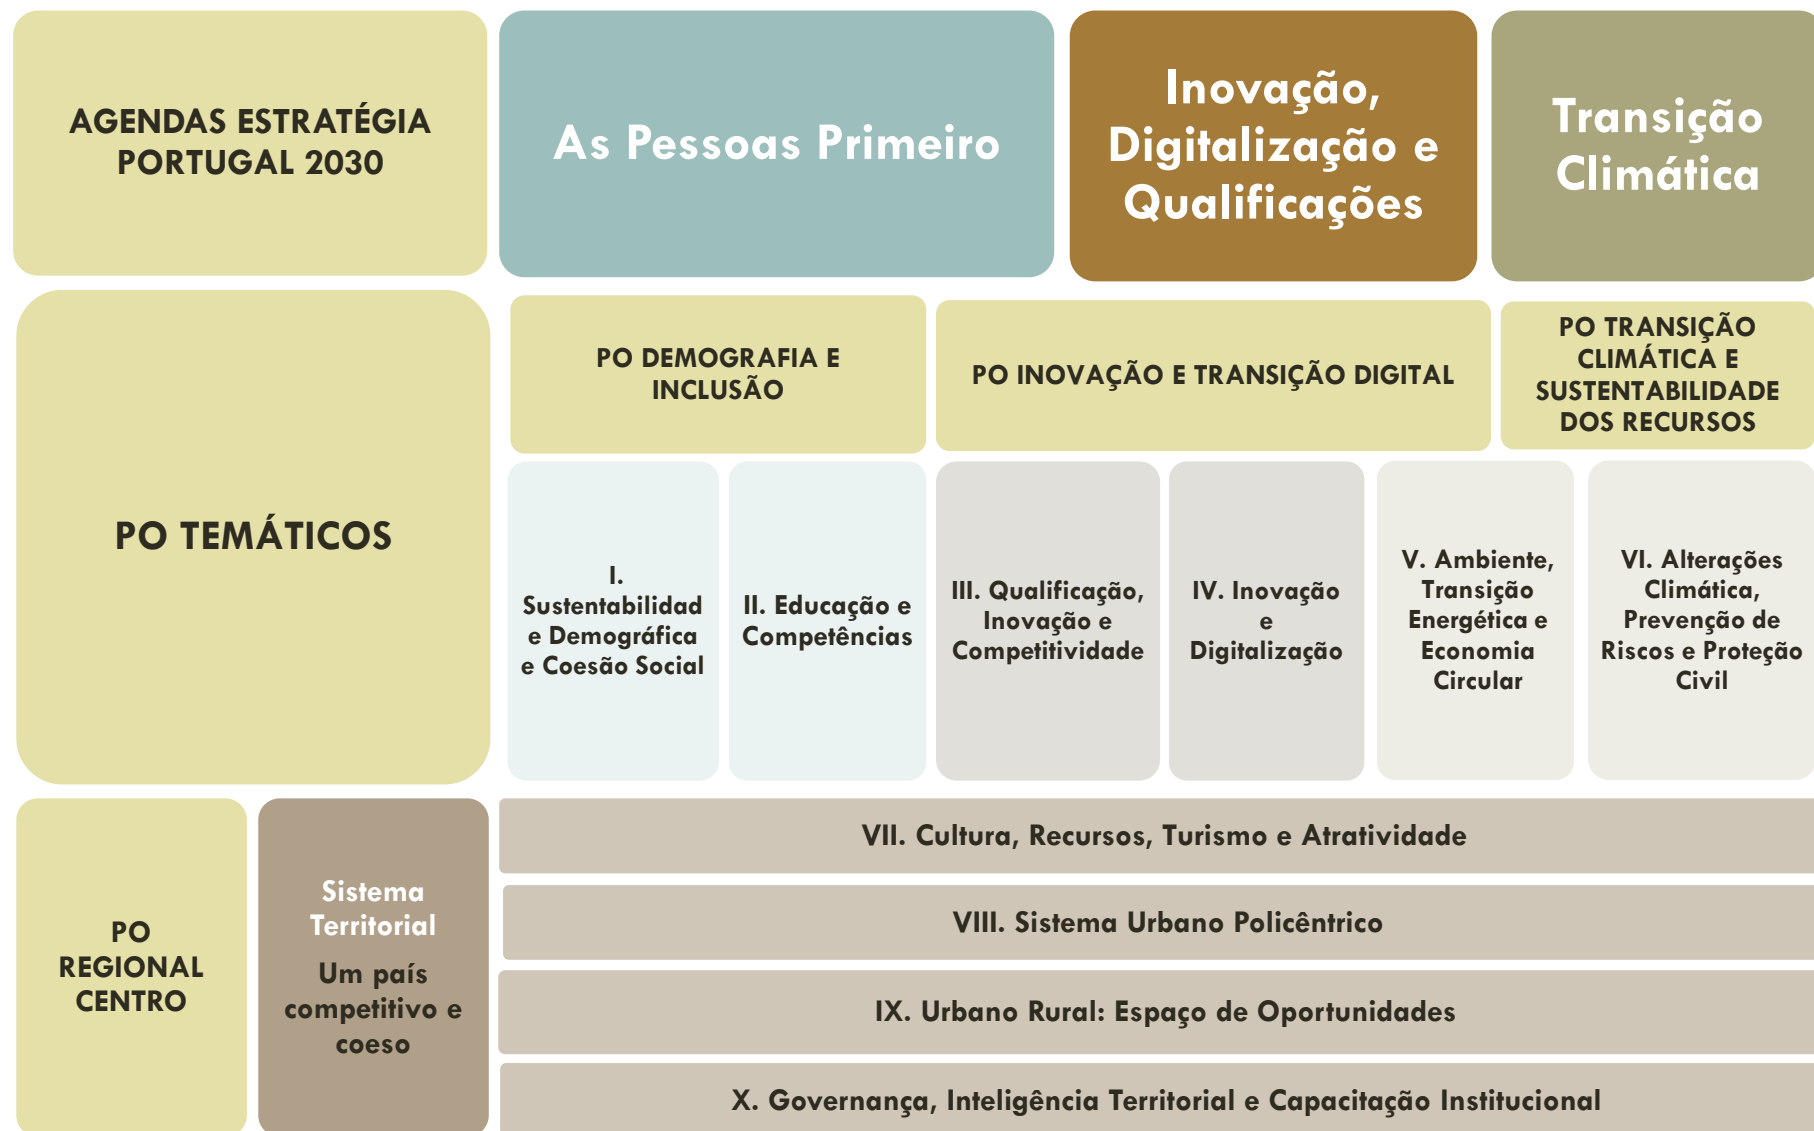 AGENDAS ESTRATÉGIA
PORTUGAL 2030
As Pessoas Primeiro
Inovação,
Digitalização e
Qualificações
Transição
Climática
PO TEMÁTICOS
PO DEMOGRAFIA E
INCLUSÃO
PO INOVAÇÃO E TRANSIÇÃO DIGITAL
PO TRANSIÇÃO
CLIMÁTICA E
SUSTENTABILIDADE
DOS RECURSOS
I.
Sustentabilidad
e Demográfica
e Coesão Social
II. Educação e
Competências
III. Qualificação,
Inovação e
Competitividade
IV. Inovação
e
Digitalização
V. Ambiente,
Transição
Energética e
Economia
Circular
VI. Alterações
Climática,
Prevenção de
Riscos e Proteção
Civil
PO
REGIONAL
CENTRO
Sistema
Territorial
Um país
competitivo e
coeso
VII. Cultura, Recursos, Turismo e Atratividade
VIII. Sistema Urbano Policêntrico
IX. Urbano Rural: Espaço de Oportunidades
X. Governança, Inteligência Territorial e Capacitação Institucional